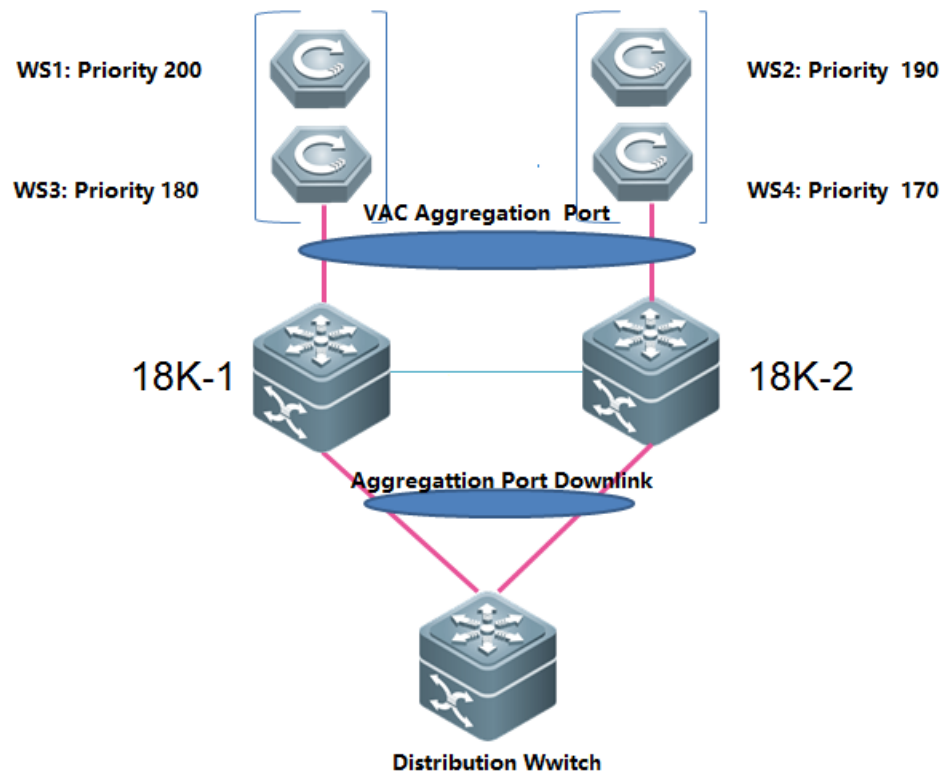 WS1: Priority 200
WS2: Priority  190
WS3: Priority 180
WS4: Priority  170
VAC Aggregation  Port
18K-1
18K-2
Aggregattion Port Downlink
Distribution Wwitch